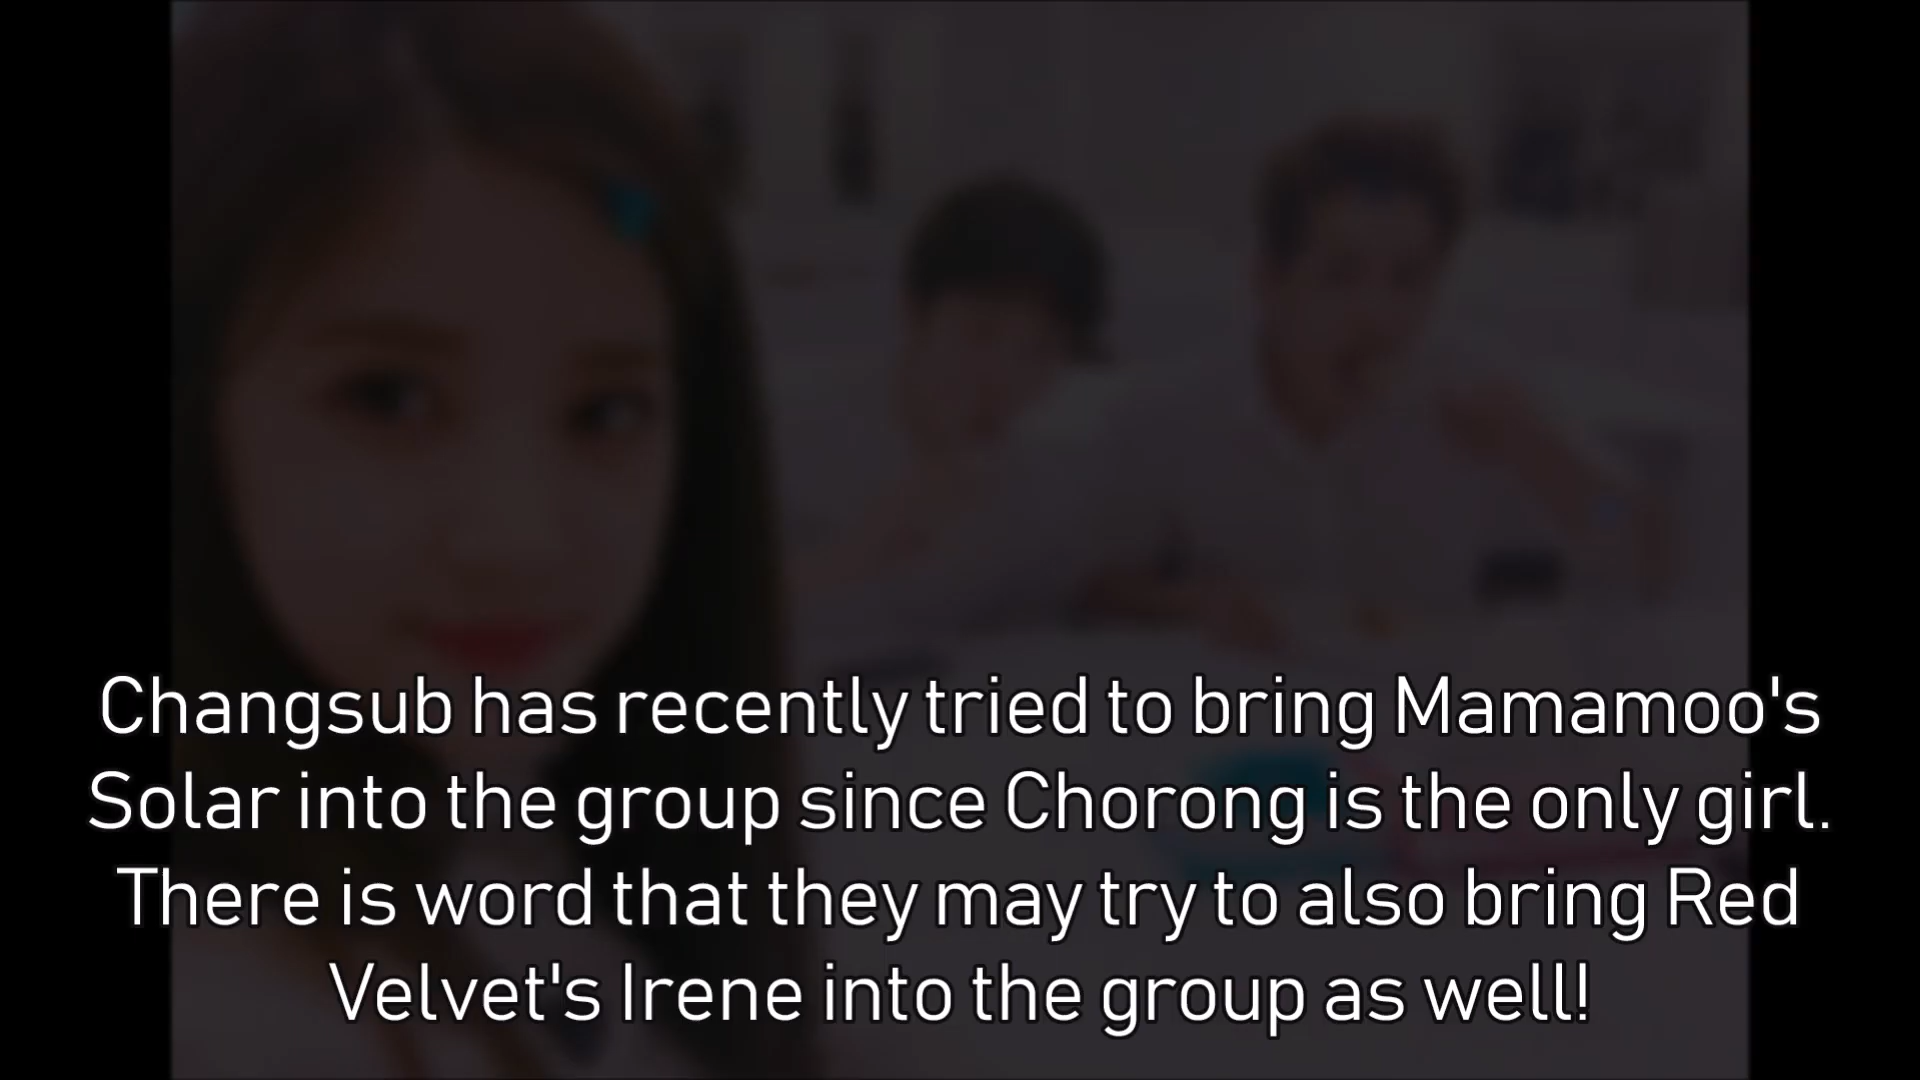 Changsub has recently tried to bring Mamamoo's
Solar into the group since Chorong is the only girl.
There is word that they may try to also bring Red
Velvet's Irene into the group as well!